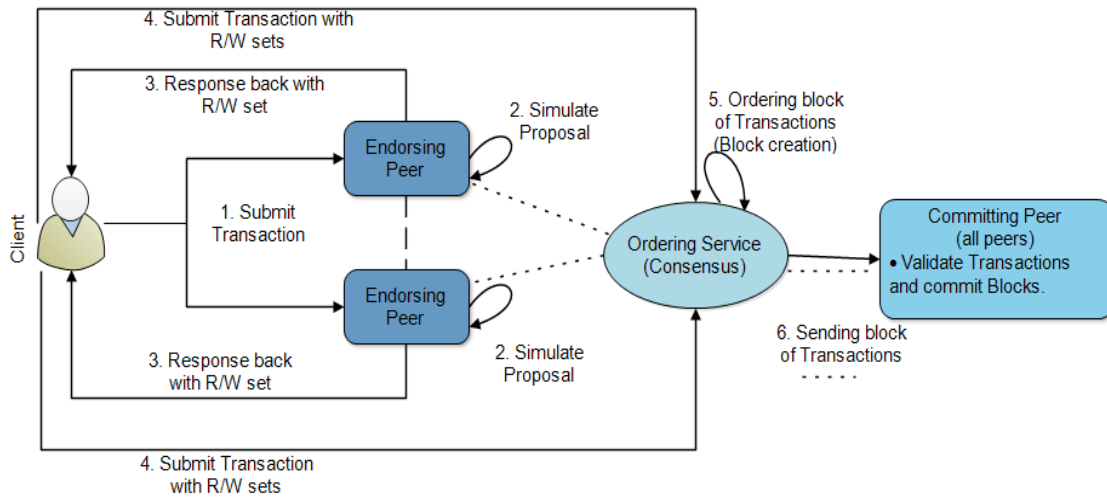 4. Submit Transaction with
R/W sets
3. Response back with
R/W set
2. Simulate
Proposal
5. Ordering block
of Transactions
(Block creation)
Endorsing
Peer
1. Submit
Transaction
Client
Ordering Service
(Consensus)
Committing Peer
(all peers)
• Validate Transactions
and commit Blocks.
Endorsing
Peer
2. Simulate
Proposal
6. Sending block
of Transactions
3. Response back
with R/W set
4. Submit Transaction
with R/W sets